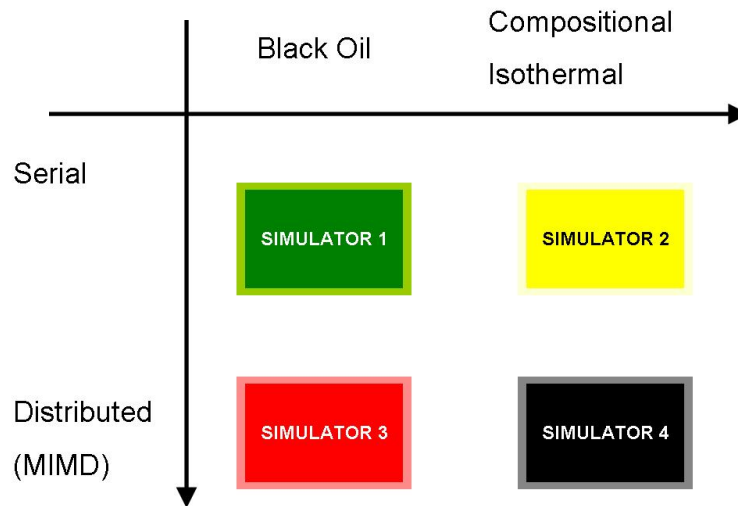 Black Oil
Compositional
Isothermal
Serial
SIMULATOR 1
SIMULATOR 2
Distributed
(MIMD)
SIMULATOR 3
SIMULATOR 4